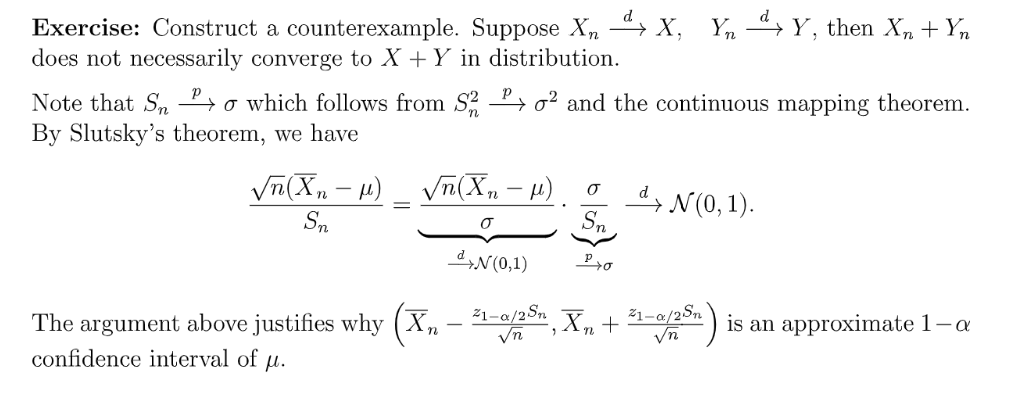 Exercise: Construct a counterexample. Suppose $X_n \xrightarrow{d} X, \quad Y_n \xrightarrow{d} Y$, then $X_n + Y_n$
does not necessarily converge to $X + Y$ in distribution.
Note that $S_n \xrightarrow{p} \sigma$ which follows from $S_n^2 \xrightarrow{p} \sigma^2$ and the continuous mapping theorem.
By Slutsky's theorem, we have
$\frac{\sqrt{n}(\overline{X}_n - \mu)}{S_n} = \underbrace{\frac{\sqrt{n}(\overline{X}_n - \mu)}{\sigma}}_{\xrightarrow{d} \mathcal{N}(0,1)} \cdot \underbrace{\frac{\sigma}{S_n}}_{\xrightarrow{p} \sigma} \xrightarrow{d} \mathcal{N}(0, 1).$
The argument above justifies why $\left(\overline{X}_n - \frac{z_{1-\alpha/2} S_n}{\sqrt{n}}, \overline{X}_n + \frac{z_{1-\alpha/2} S_n}{\sqrt{n}}\right)$ is an approximate $1-\alpha$
confidence interval of $\mu$.